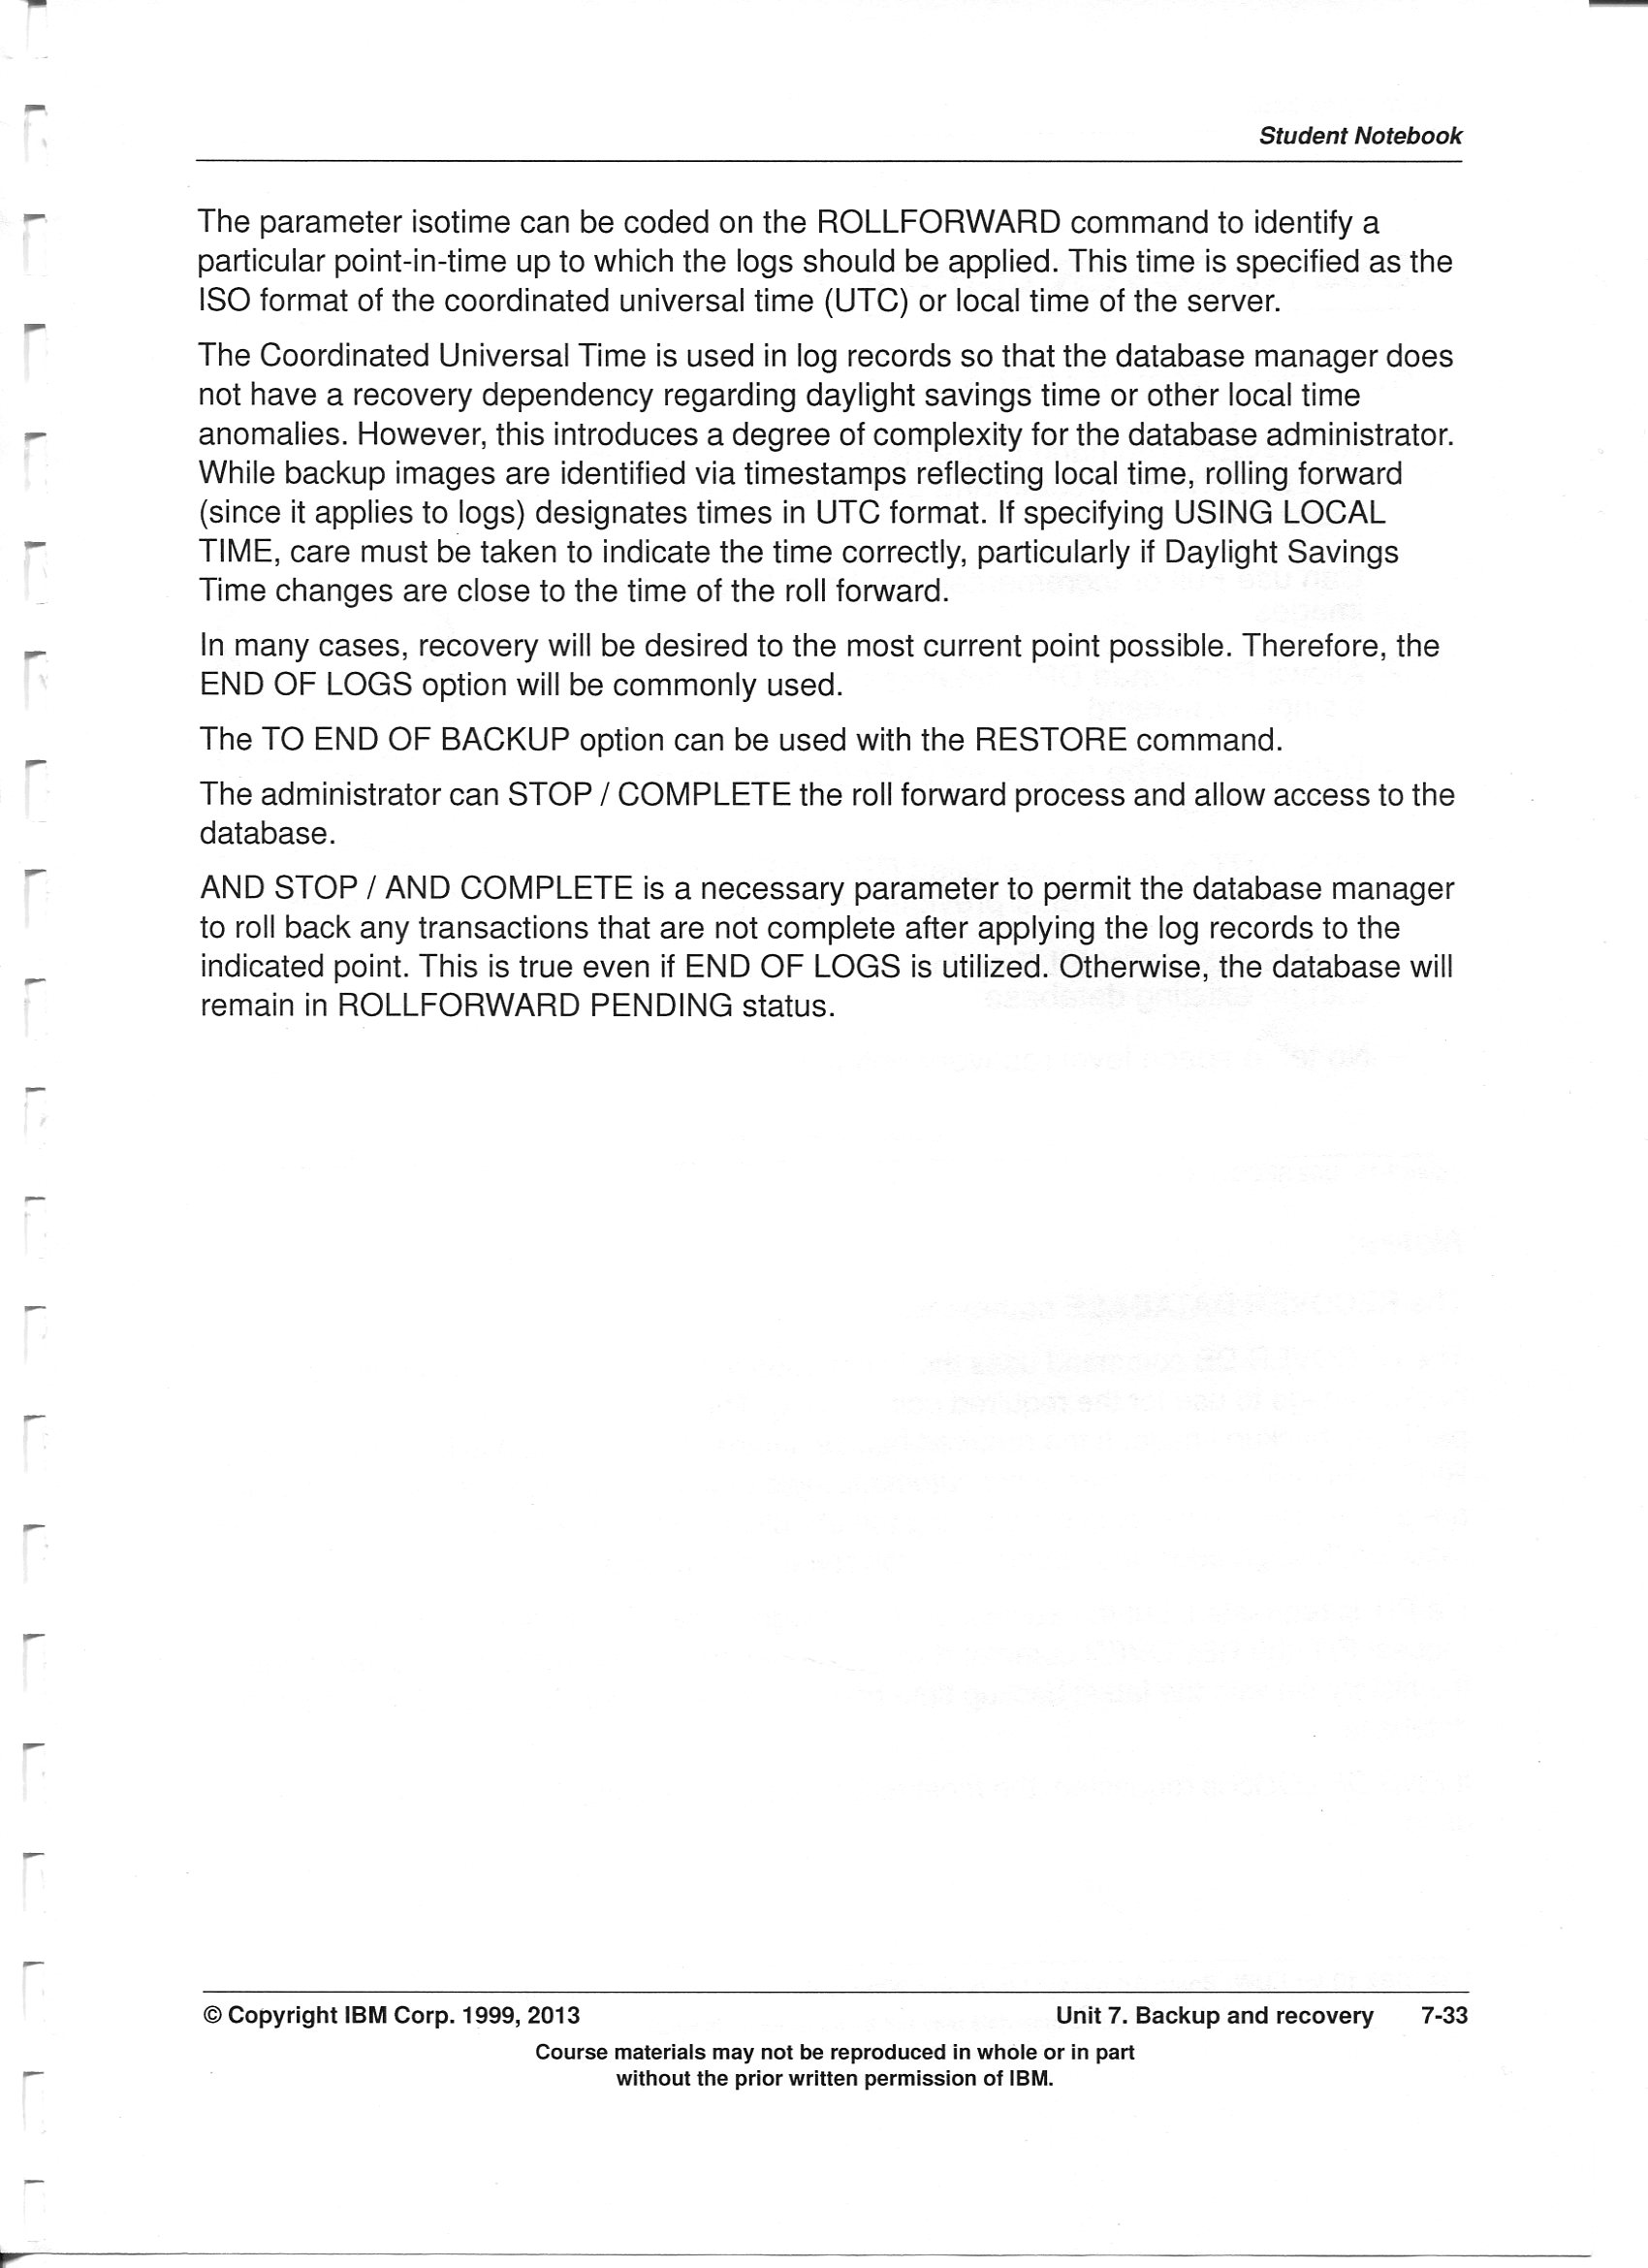 Student Notebook
The parameter isotime can be coded on the ROLLFORWARD command to identify a
particular point-in-time up to which the logs should be applied. This time is specified as the
ISO format of the coordinated universal time (UTC) or local time of the server.
The Coordinated Universal Time is used in log records so that the database manager does
not have a recovery dependency regarding daylight savings time or other local time
anomalies. However, this introduces a degree of complexity for the database administrator.
While backup images are identified via timestamps reflecting local time, rolling forward
(since it applies to logs) designates times in UTC format. If specifying USING LOCAL
TIME, care must be taken to indicate the time correctly, particularly if Daylight Savings
Time changes are close to the time of the roll forward.
In many cases, recovery will be desired to the most current point possible. Therefore, the
END OF LOGS option will be commonly used.
The TO END OF BACKUP option can be used with the RESTORE command.
The administrator can STOP / COMPLETE the roll forward process and allow access to the
database.
AND STOP / AND COMPLETE is a necessary parameter to permit the database manager
to roll back any transactions that are not complete after applying the log records to the
indicated point. This is true even if END OF LOGS is utilized. Otherwise, the database will
remain in ROLLFORWARD PENDING status.
© Copyright IBM Corp. 1999, 2013 Unit 7. Backup and recovery 7-33
Course materials may not be reproduced in whole or in part
without the prior written permission of IBM.